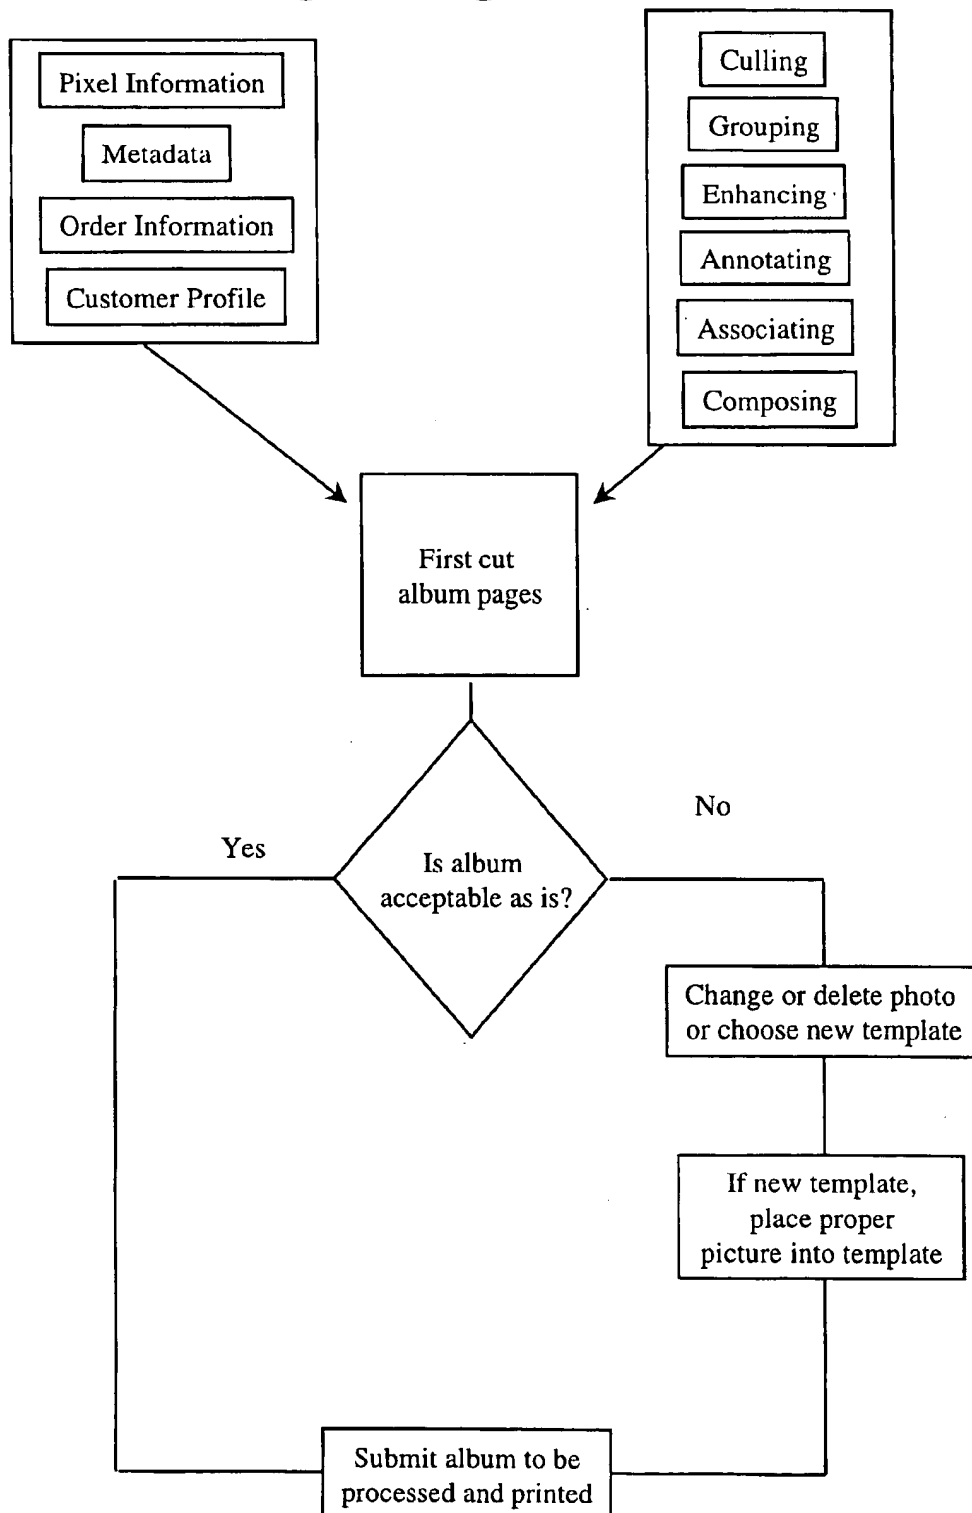 Pixel Information
Metadata
Order Information
Customer Profile
Culling
Grouping
Enhancing
Annotating
Associating
Composing
First cut
album pages
Is album
acceptable as is?
Yes
No
Change or delete photo
or choose new template
If new template,
place proper
picture into template
Submit album to be
processed and printed